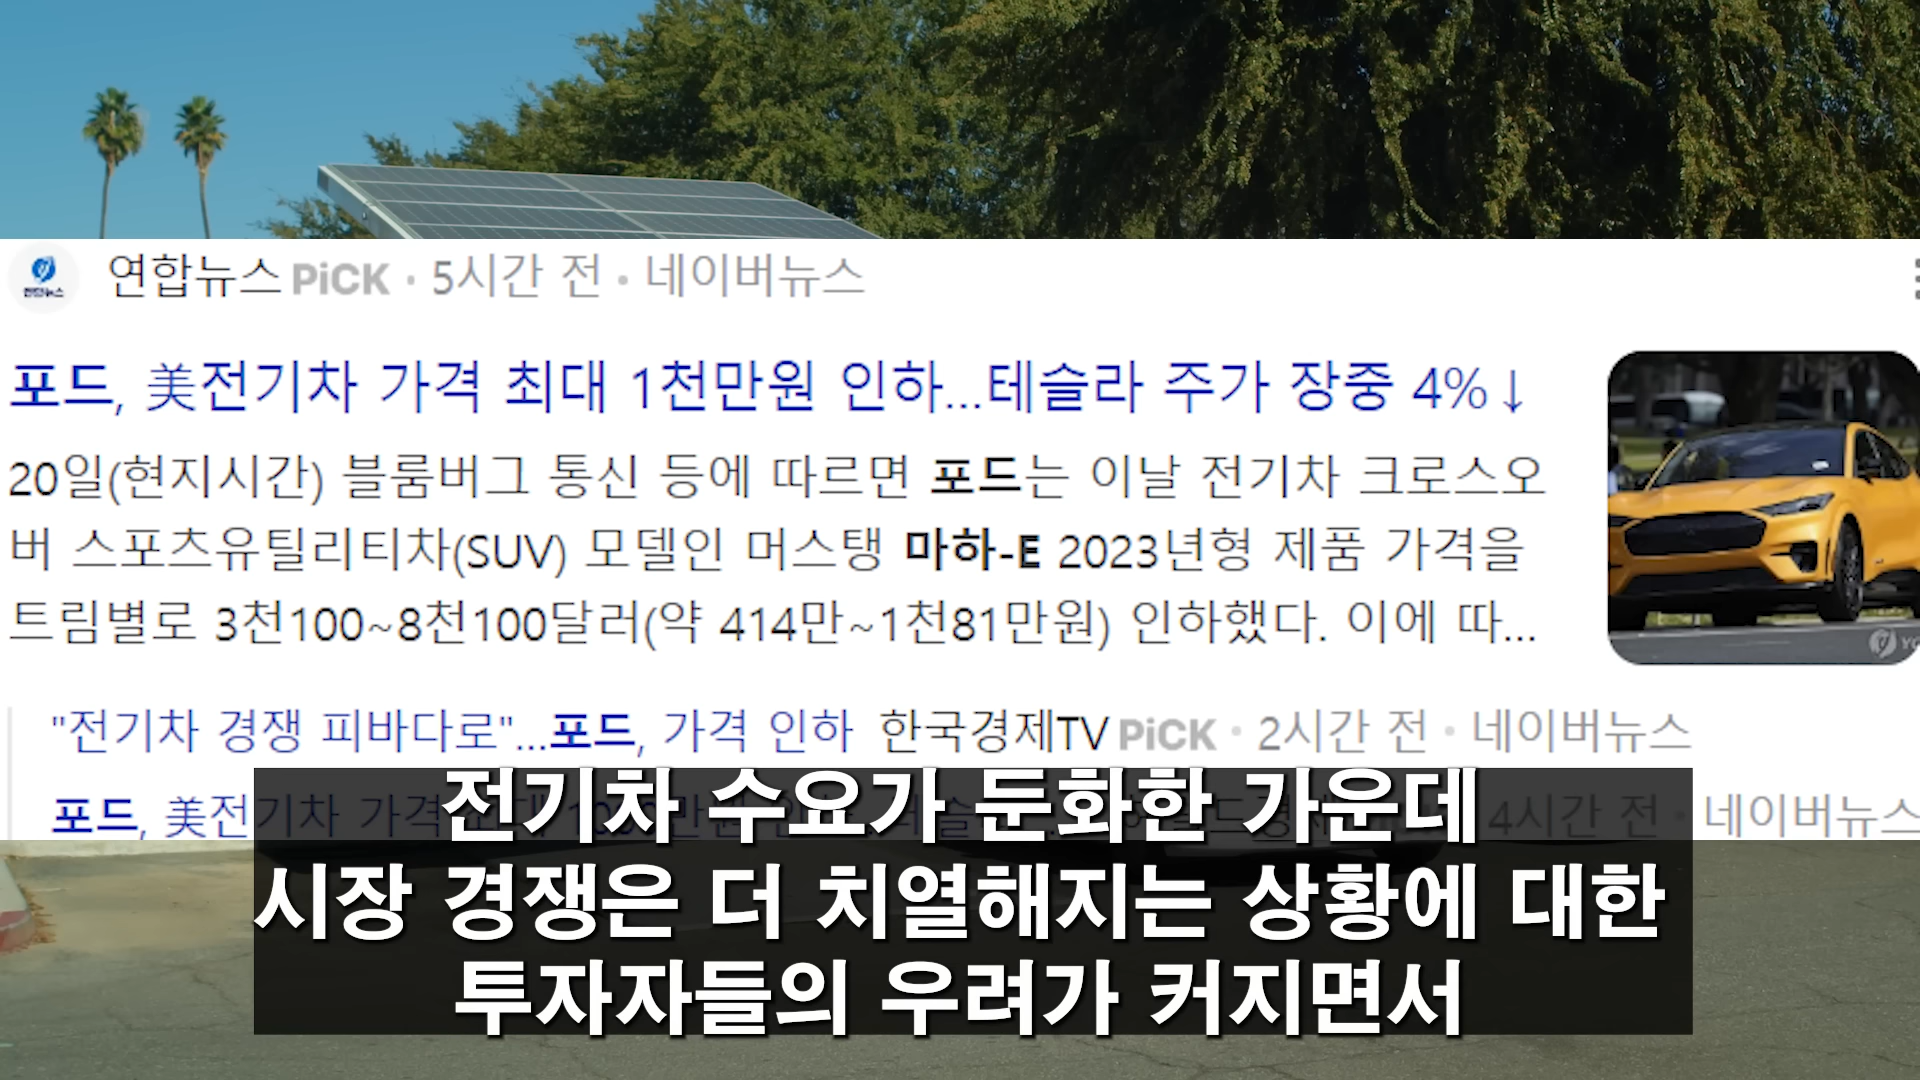 연합뉴스
연합뉴스 PiCK · 5시간 전 · 네이버뉴스
포드, 美전기차 가격 최대 1천만원 인하...테슬라 주가 장중 4%↓
20일(현지시간) 블룸버그 통신 등에 따르면 포드는 이날 전기차 크로스오
버 스포츠유틸리티차(SUV) 모델인 머스탱 마하-E 2023년형 제품 가격을
트림별로 3천100~8천100달러(약 414만~1천81만원) 인하했다. 이에 따...
"전기차 경쟁 피바다로"...포드, 가격 인하 한국경제TV PiCK · 2시간 전 · 네이버뉴스
포드, 美전기차 가격 4시간 전 · 네이버뉴스
전기차 수요가 둔화한 가운데
시장 경쟁은 더 치열해지는 상황에 대한
투자자들의 우려가 커지면서